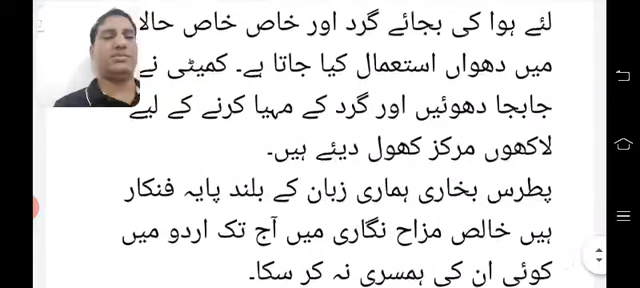 لئے ہوا کی بجائے گرد اور خاص خاص حالا
میں دھواں استعمال کیا جاتا ہے۔ کمیٹی نے
جابجا دھوئیں اور گرد کے مہیا کرنے کے لیے
لاکھوں مرکز کھول دیئے ہیں۔
پطرس بخاری ہماری زبان کے بلند پایہ فنکار
ہیں خالص مزاح نگاری میں آج تک اردو میں
کوئی ان کی ہمسری نہ کر سکا۔